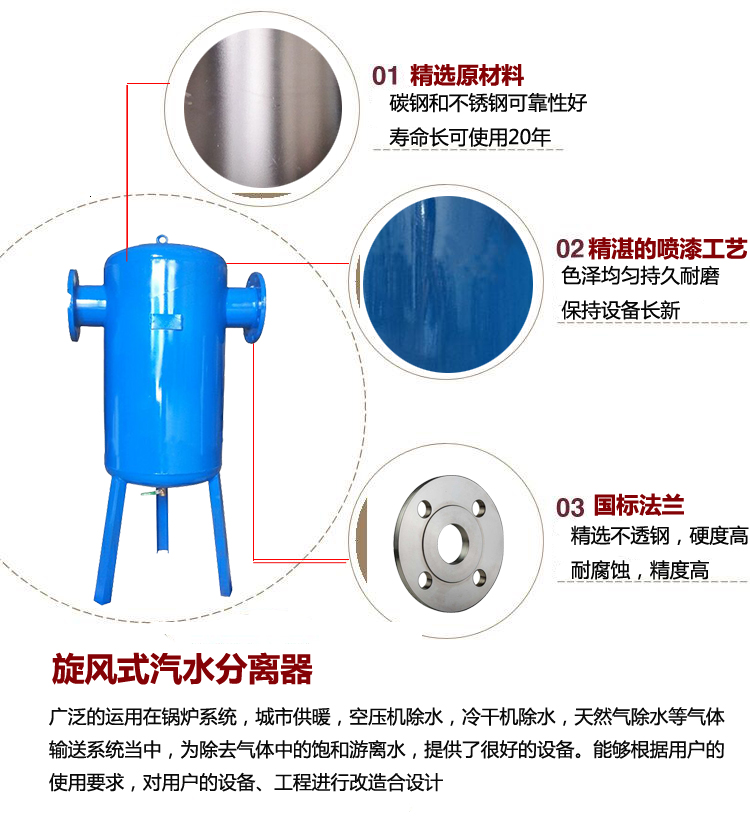 01 精选原材料
碳钢和不锈钢可靠性好
寿命长可使用20年
02 精湛的喷漆工艺
色泽均匀持久耐磨
保持设备长新
03 国标法兰
精选不透钢，硬度高
耐腐蚀，精度高
旋风式汽水分离器
广泛的运用在锅炉系统，城市供暖，空压机除水，冷干机除水，天然气除水等气体
输送系统当中，为除去气体中的饱和游离水，提供了很好的设备。能够根据用户的
使用要求，对用户的设备、工程进行改造合设计